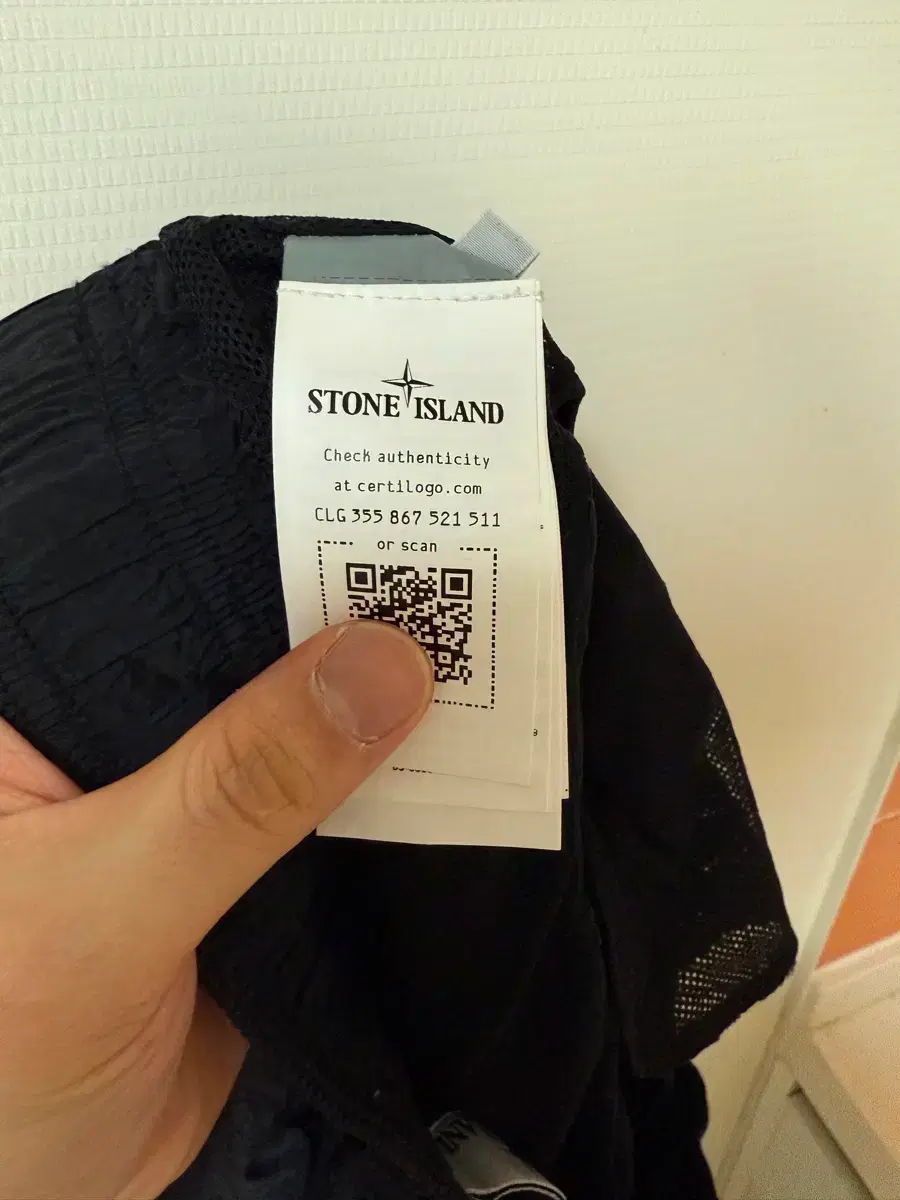 STONE ISLAND
Check authenticity
at certilogo.com
CLG 355 867 521 511
or scan